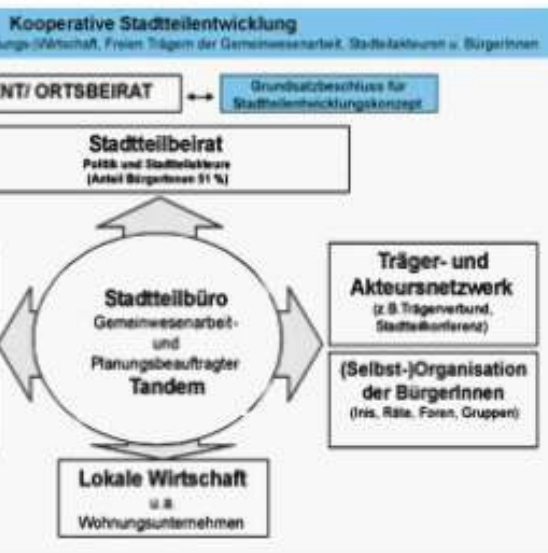 Kooperative Stadtteilentwicklung
ungs-)Wirtschaft, Freien Trägern der Gemeinwesenarbeit, Stadtteilakteuren u. BürgerInnen
NT/ ORTSBEIRAT
Grundsatzbeschluss für
Stadtteilentwicklungskonzept
Stadtteilbeirat
Politik und Stadtteilakteure
(Anteil BürgerInnen 51 %)
Stadtteilbüro
Gemeinwesenarbeit-
und
Planungsbeauftragter
Tandem
Träger- und
Akteursnetzwerk
(z.B.Trägerverbund,
Stadtteilkonferenz)
(Selbst-)Organisation
der BürgerInnen
(Inis, Räte, Foren, Gruppen)
Lokale Wirtschaft
u.a.
Wohnungsunternehmen